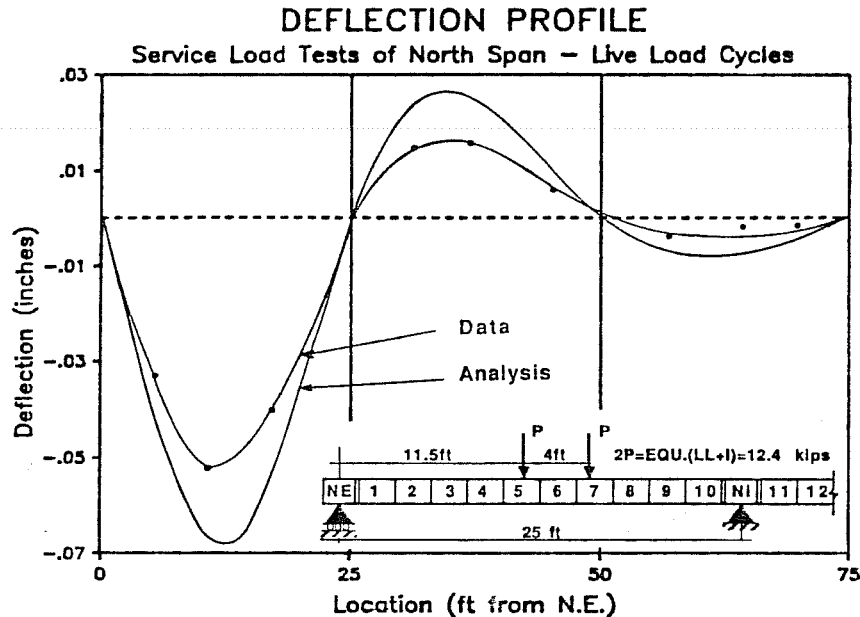 DEFLECTION PROFILE
Service Load Tests of North Span – Live Load Cycles
.03
.01
-.01
-.03
-.05
-.07
Deflection (inches)
Data
Analysis
P P
11.5ft 4ft 2P=EQU.(LL+I)=12.4 kips
NE 1 2 3 4 5 6 7 8 9 10 NI 11 12
25 ft
0 25 50 75
Location (ft from N.E.)